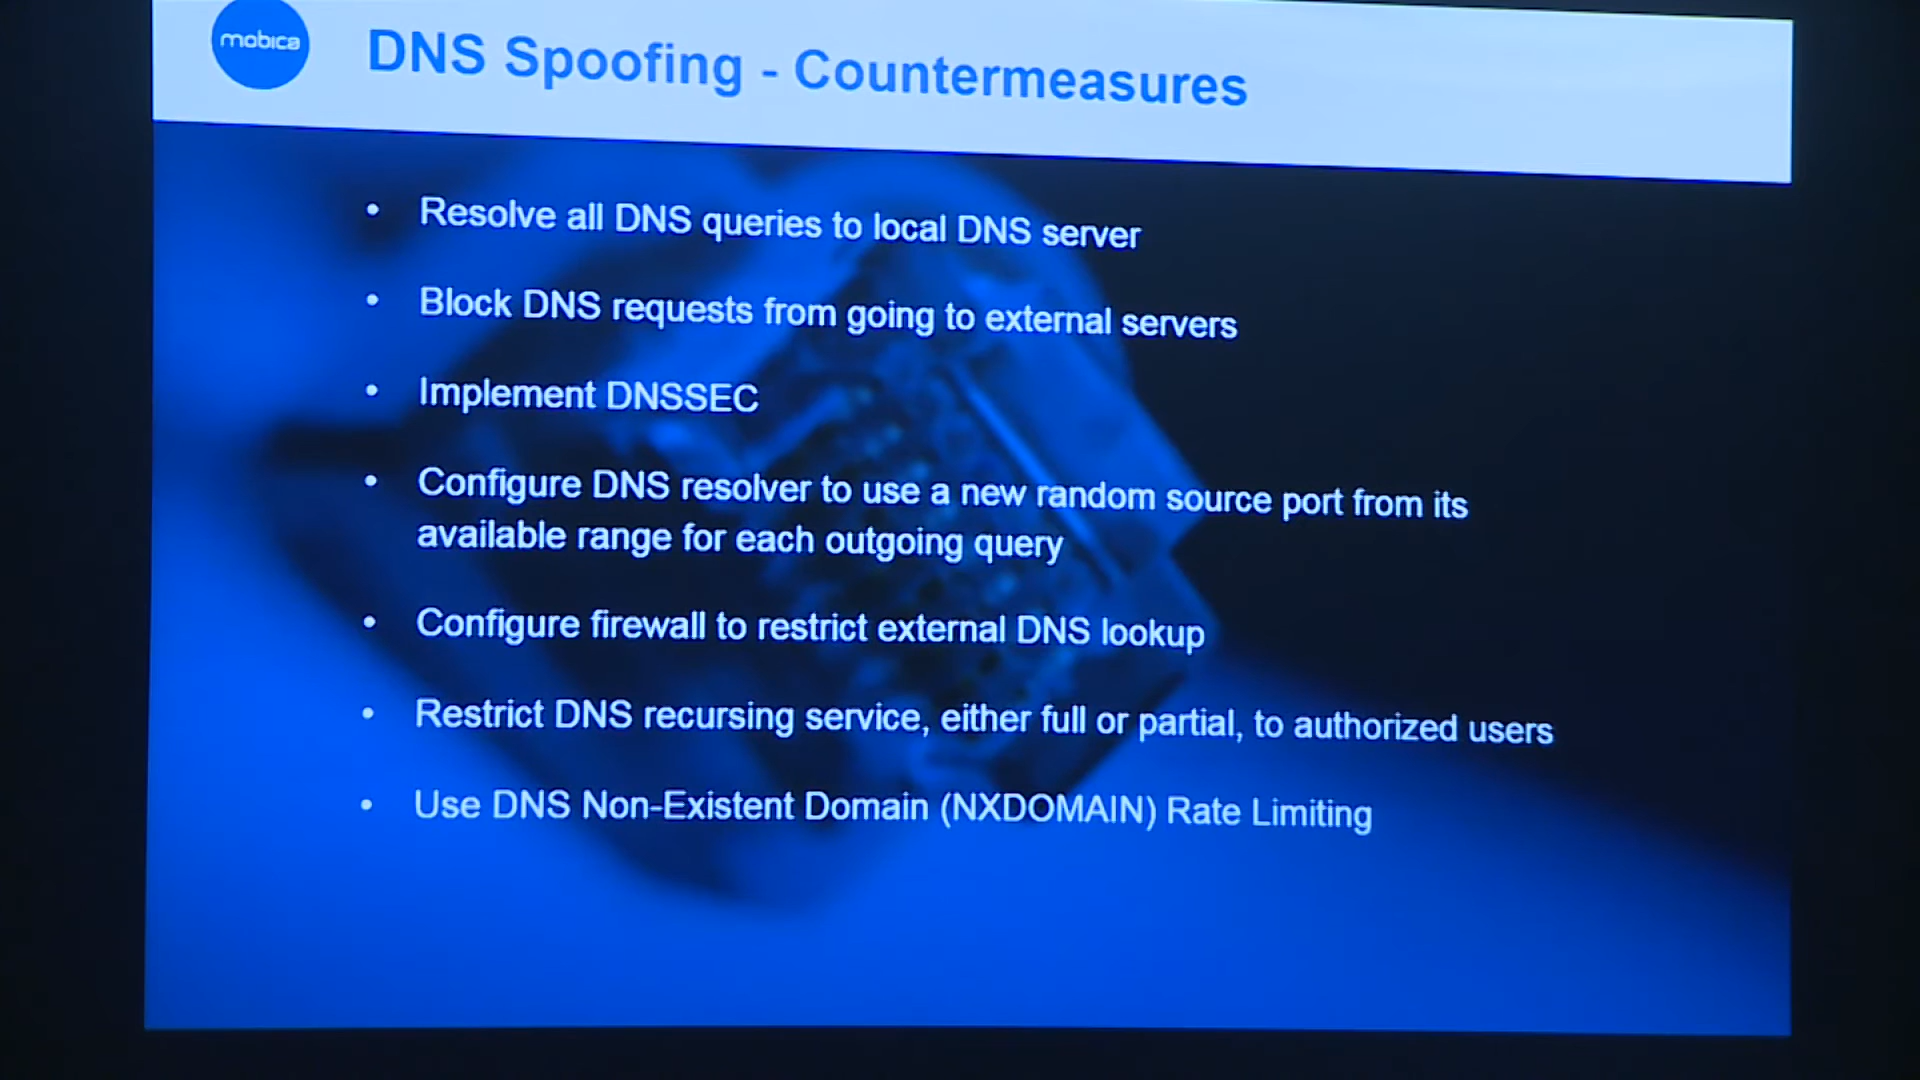 mobica
DNS Spoofing - Countermeasures
• Resolve all DNS queries to local DNS server
• Block DNS requests from going to external servers
• Implement DNSSEC
• Configure DNS resolver to use a new random source port from its
available range for each outgoing query
• Configure firewall to restrict external DNS lookup
• Restrict DNS recursing service, either full or partial, to authorized users
• Use DNS Non-Existent Domain (NXDOMAIN) Rate Limiting